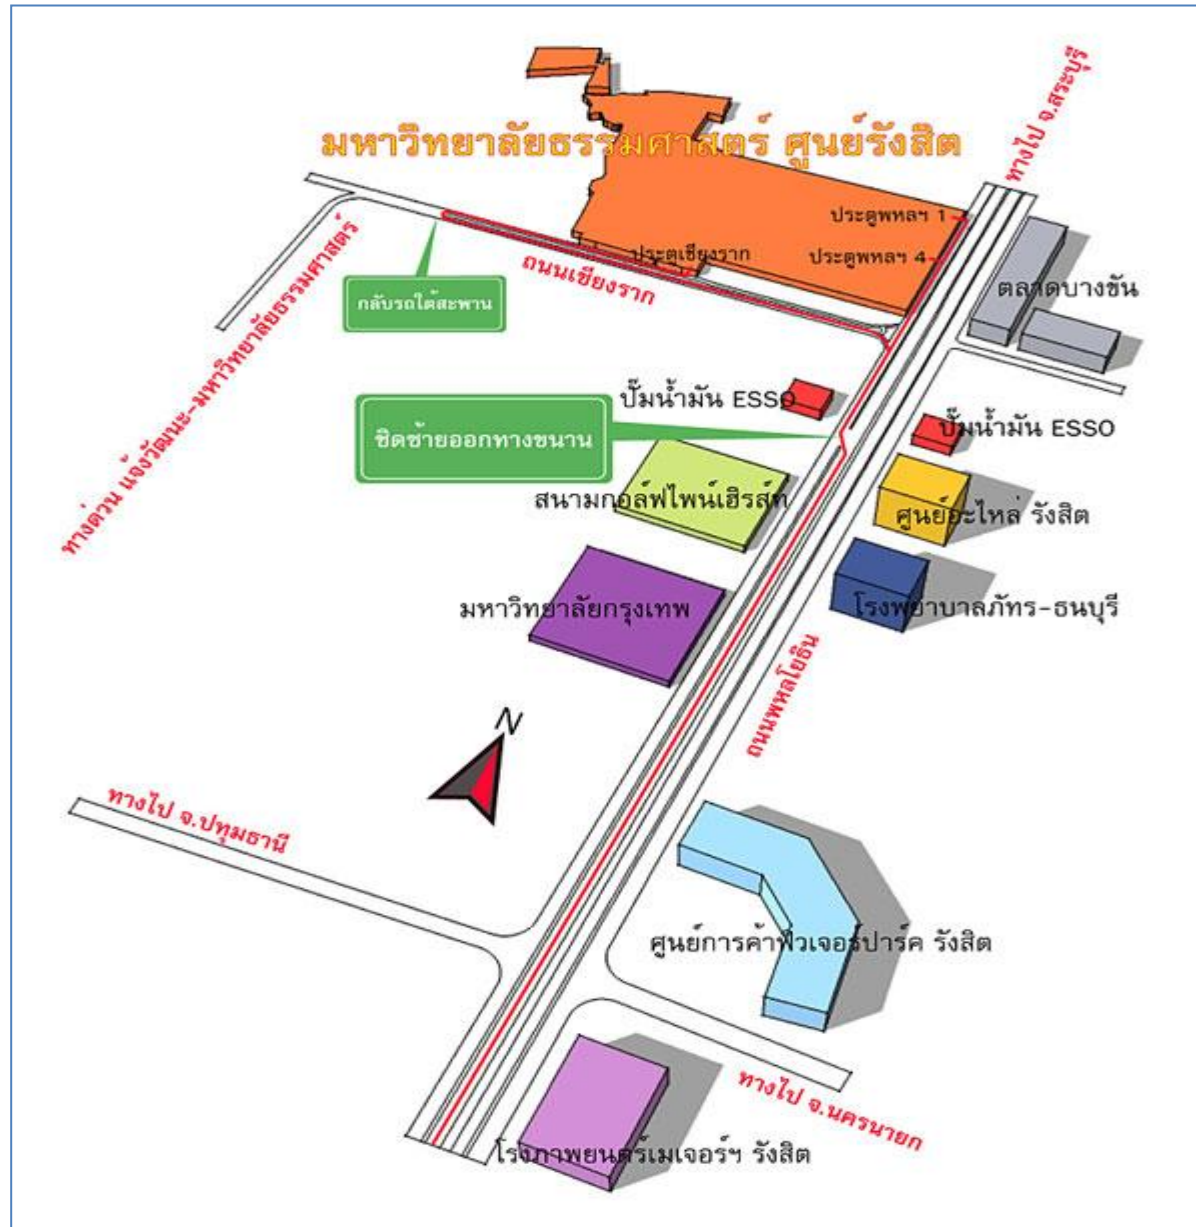 ทางไป จ.สระบุรี
มหาวิทยาลัยธรรมศาสตร์ ศูนย์รังสิต
ประตูพหลฯ 1
ประตูเชียงราก
ประตูพหลฯ 4
ถนนเชียงราก
ตลาดบางขัน
กลับรถใต้สะพาน
ทางด่วน แจ้งวัฒนะ-มหาวิทยาลัยธรรมศาสตร์
ปั๊มน้ำมัน ESSO
ปั๊มน้ำมัน ESSO
ชิดซ้ายออกทางขนาน
สนามกอล์ฟไพน์เฮิรส์ท
ศูนย์อะไหล่ รังสิต
มหาวิทยาลัยกรุงเทพ
โรงพยาบาลภัทร-ธนบุรี
ถนนพหลโยธิน
N
ทางไป จ.ปทุมธานี
ศูนย์การค้าฟิวเจอร์ปาร์ค รังสิต
ทางไป จ.นครนายก
โรงภาพยนตร์เมเจอร์ฯ รังสิต